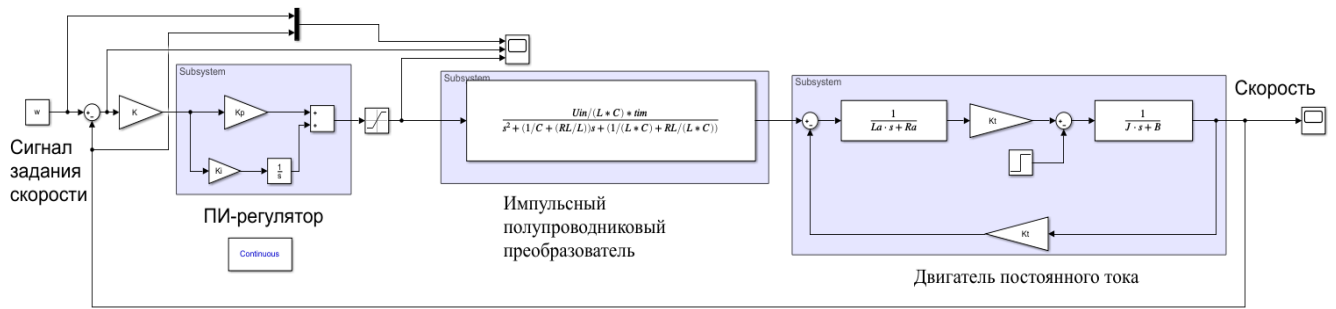 Subsystem
Subsystem
Subsystem
w
+
-
K
Kp
Ki
1
s
+
+
Uin/(L * C) * tim
s² + (1/C + (RL/L))s + (1/(L * C) + RL/(L * C))
+
-
1
La · s + Ra
Kt
+
-
1
J · s + B
Kt
Скорость
Сигнал
задания
скорости
ПИ-регулятор
Continuous
Импульсный
полупроводниковый
преобразователь
Двигатель постоянного тока